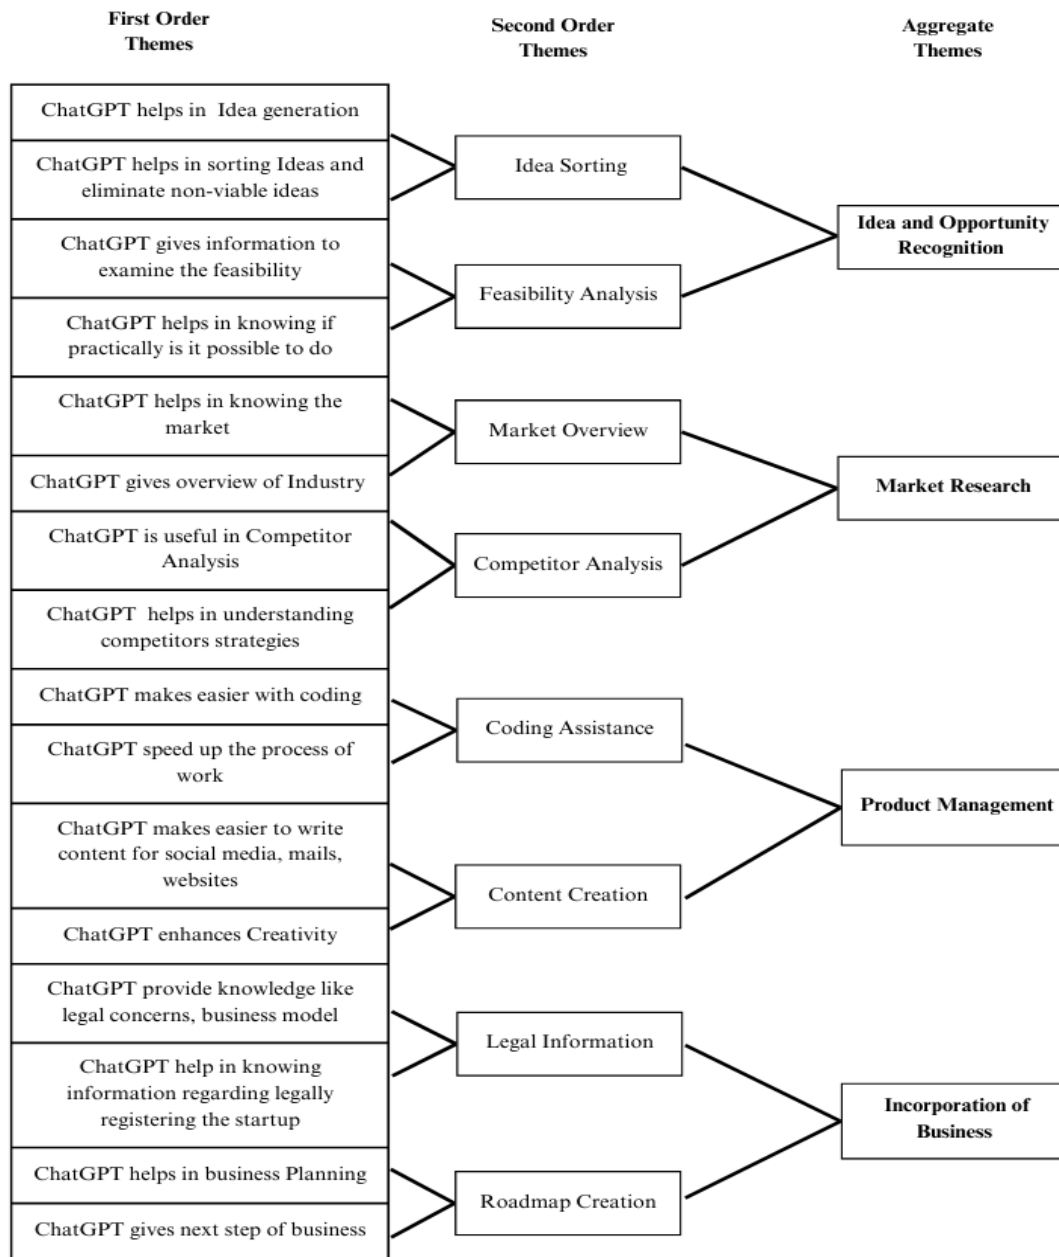 First Order
Themes
Second Order
Themes
Aggregate
Themes
ChatGPT helps in Idea generation
ChatGPT helps in sorting Ideas and
eliminate non-viable ideas
ChatGPT gives information to
examine the feasibility
ChatGPT helps in knowing if
practically is it possible to do
ChatGPT helps in knowing the
market
ChatGPT gives overview of Industry
ChatGPT is useful in Competitor
Analysis
ChatGPT helps in understanding
competitors strategies
ChatGPT makes easier with coding
ChatGPT speed up the process of
work
ChatGPT makes easier to write
content for social media, mails,
websites
ChatGPT enhances Creativity
ChatGPT provide knowledge like
legal concerns, business model
ChatGPT help in knowing
information regarding legally
registering the startup
ChatGPT helps in business Planning
ChatGPT gives next step of business
Idea Sorting
Feasibility Analysis
Market Overview
Competitor Analysis
Coding Assistance
Content Creation
Legal Information
Roadmap Creation
Idea and Opportunity
Recognition
Market Research
Product Management
Incorporation of
Business